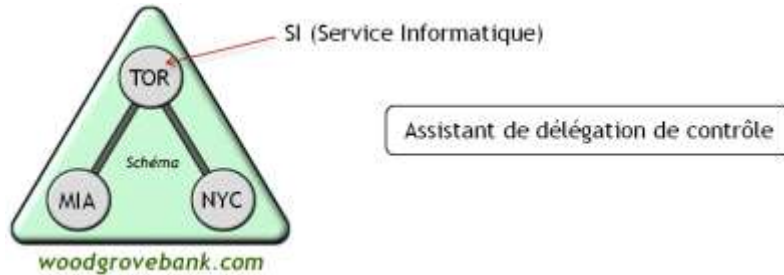 SI (Service Informatique)
TOR
Assistant de délégation de contrôle
Schéma
MIA
NYC
woodgrovebank.com